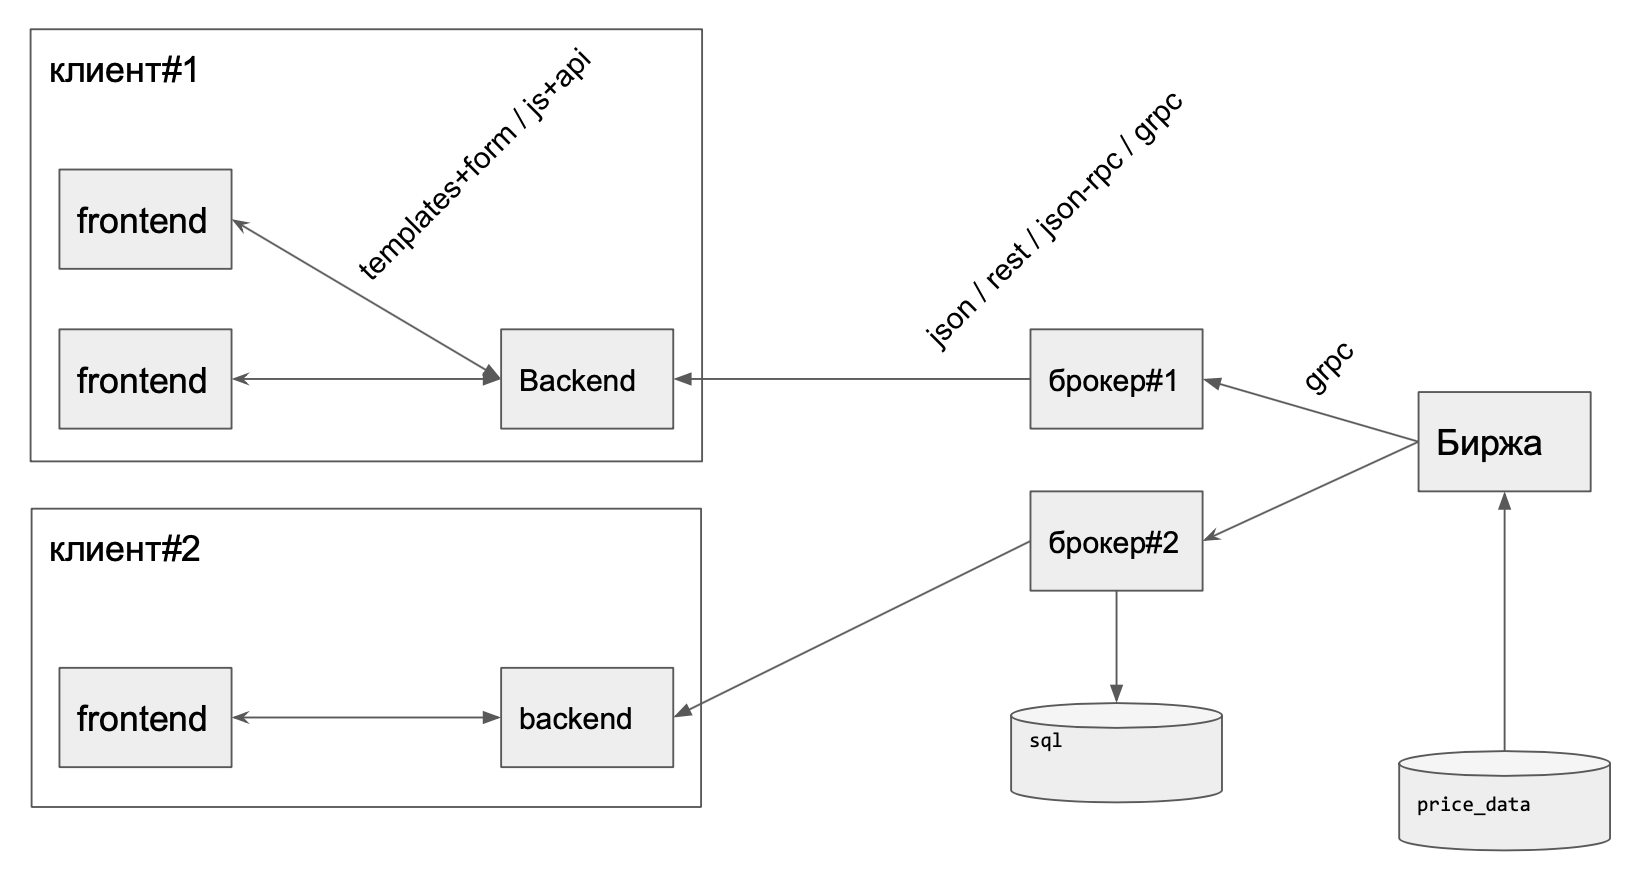 клиент#1
templates+form / js+api
json / rest / json-rpc / grpc
frontend
frontend
Backend
брокер#1
grpc
Биржа
брокер#2
клиент#2
frontend
backend
sql
price_data